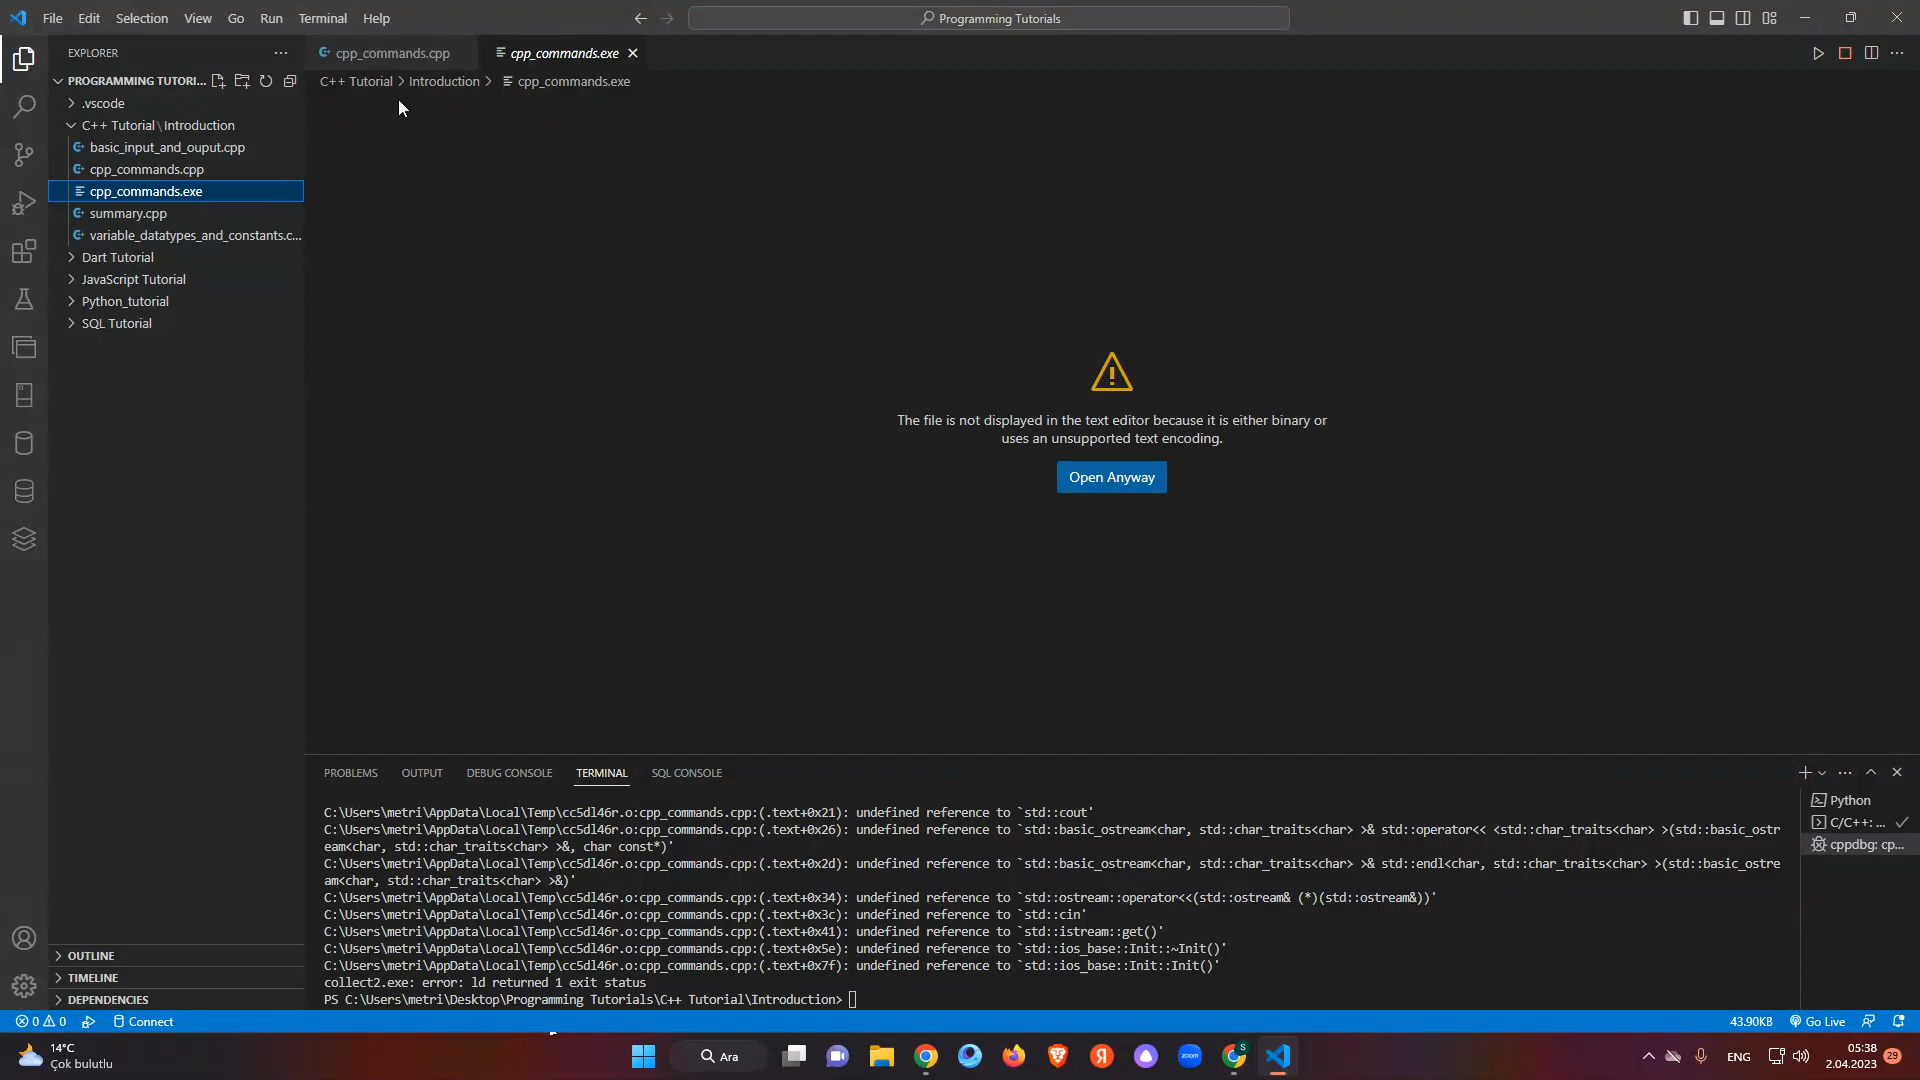 File Edit Selection View Go Run Terminal Help
Programming Tutorials
EXPLORER
PROGRAMMING TUTORI...
.vscode
C++ Tutorial\Introduction
basic_input_and_ouput.cpp
cpp_commands.cpp
cpp_commands.exe
summary.cpp
variable_datatypes_and_constants.c...
Dart Tutorial
JavaScript Tutorial
Python_tutorial
SQL Tutorial
OUTLINE
TIMELINE
DEPENDENCIES
cpp_commands.cpp
cpp_commands.exe
C++ Tutorial > Introduction > cpp_commands.exe
The file is not displayed in the text editor because it is either binary or
uses an unsupported text encoding.
Open Anyway
PROBLEMS OUTPUT DEBUG CONSOLE TERMINAL SQL CONSOLE
C:\Users\metri\AppData\Local\Temp\cc5dl46r.o:cpp_commands.cpp:(.text+0x21): undefined reference to `std::cout'
C:\Users\metri\AppData\Local\Temp\cc5dl46r.o:cpp_commands.cpp:(.text+0x26): undefined reference to `std::basic_ostream<char, std::char_traits<char> >& std::operator<< <std::char_traits<char> >(std::basic_ostr
eam<char, std::char_traits<char> >&, char const*)'
C:\Users\metri\AppData\Local\Temp\cc5dl46r.o:cpp_commands.cpp:(.text+0x2d): undefined reference to `std::basic_ostream<char, std::char_traits<char> >& std::endl<char, std::char_traits<char> >(std::basic_ostre
am<char, std::char_traits<char> >&)'
C:\Users\metri\AppData\Local\Temp\cc5dl46r.o:cpp_commands.cpp:(.text+0x34): undefined reference to `std::ostream::operator<<(std::ostream& (*)(std::ostream&))'
C:\Users\metri\AppData\Local\Temp\cc5dl46r.o:cpp_commands.cpp:(.text+0x3c): undefined reference to `std::cin'
C:\Users\metri\AppData\Local\Temp\cc5dl46r.o:cpp_commands.cpp:(.text+0x41): undefined reference to `std::istream::get()'
C:\Users\metri\AppData\Local\Temp\cc5dl46r.o:cpp_commands.cpp:(.text+0x5e): undefined reference to `std::ios_base::Init::~Init()'
C:\Users\metri\AppData\Local\Temp\cc5dl46r.o:cpp_commands.cpp:(.text+0x7f): undefined reference to `std::ios_base::Init::Init()'
collect2.exe: error: ld returned 1 exit status
PS C:\Users\metri\Desktop\Programming Tutorials\C++ Tutorial\Introduction>
Python
C/C++: ...
cppdbg: cp...
0 0 Connect
43.90KB Go Live
14°C
Çok bulutlu
Ara
zoom
S
ENG
05:38
2.04.2023
29